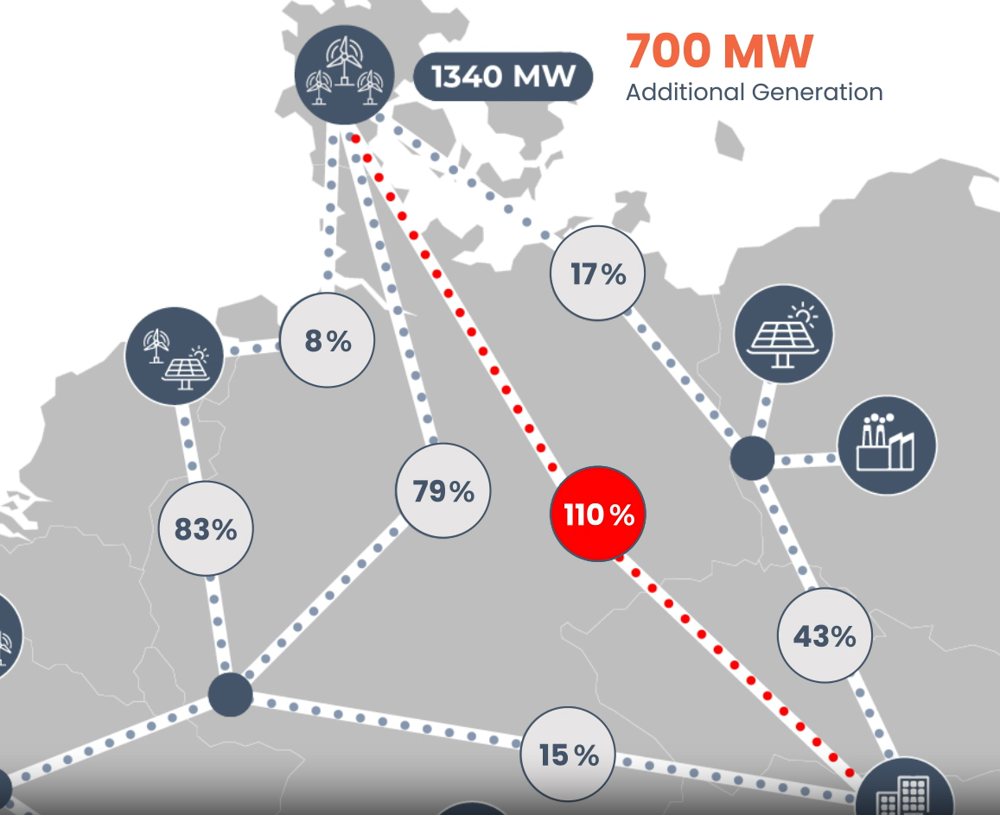 700 MW
1340 MW
Additional Generation
17%
8%
79%
110%
83%
43%
15%